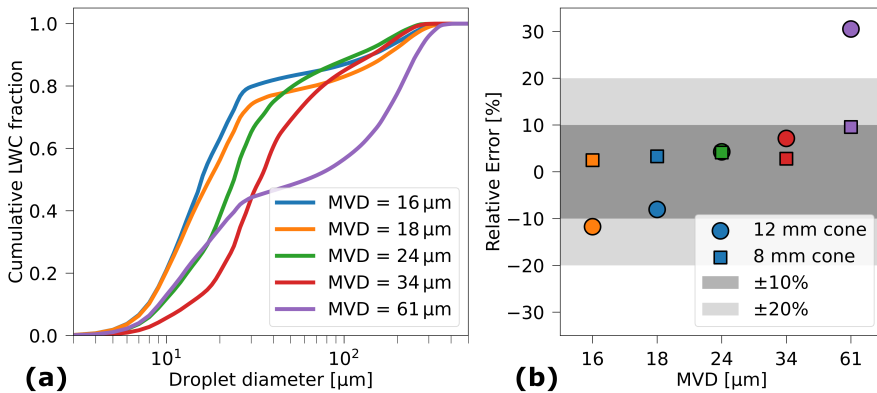 1.0
0.8
0.6
0.4
0.2
0.0
Cumulative LWC fraction
MVD = 16 µm
MVD = 18 µm
MVD = 24 µm
MVD = 34 µm
MVD = 61 µm
10¹ 10²
Droplet diameter [µm]
(a)
30
20
10
0
−10
−20
−30
Relative Error [%]
12 mm cone
8 mm cone
±10%
±20%
16 18 24 34 61
MVD [µm]
(b)